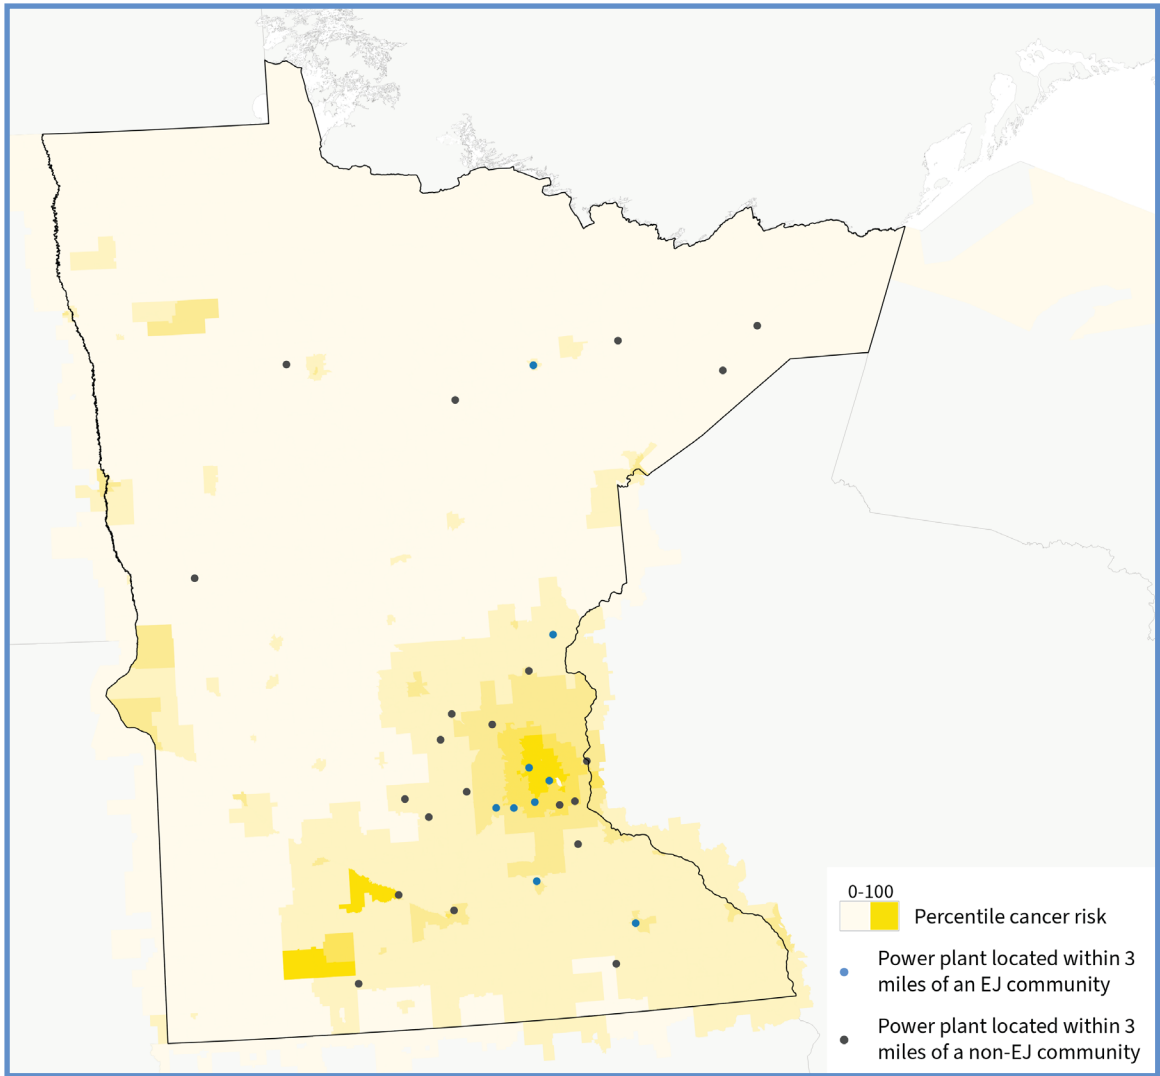 0-100
Percentile cancer risk
Power plant located within 3
miles of an EJ community
Power plant located within 3
miles of a non-EJ community